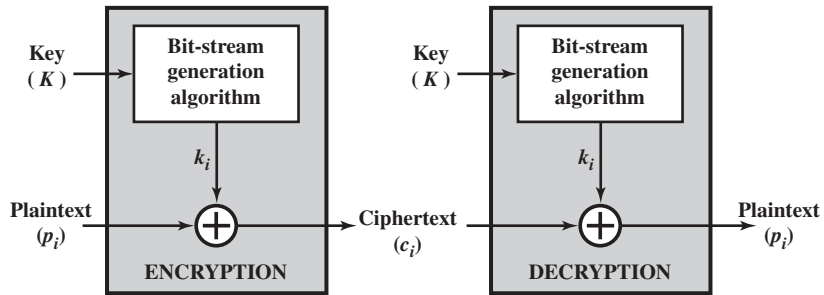 Key
( K )
Bit-stream
generation
algorithm
k_i
Plaintext
(p_i)
ENCRYPTION
Ciphertext
(c_i)
Key
( K )
Bit-stream
generation
algorithm
k_i
Plaintext
(p_i)
DECRYPTION